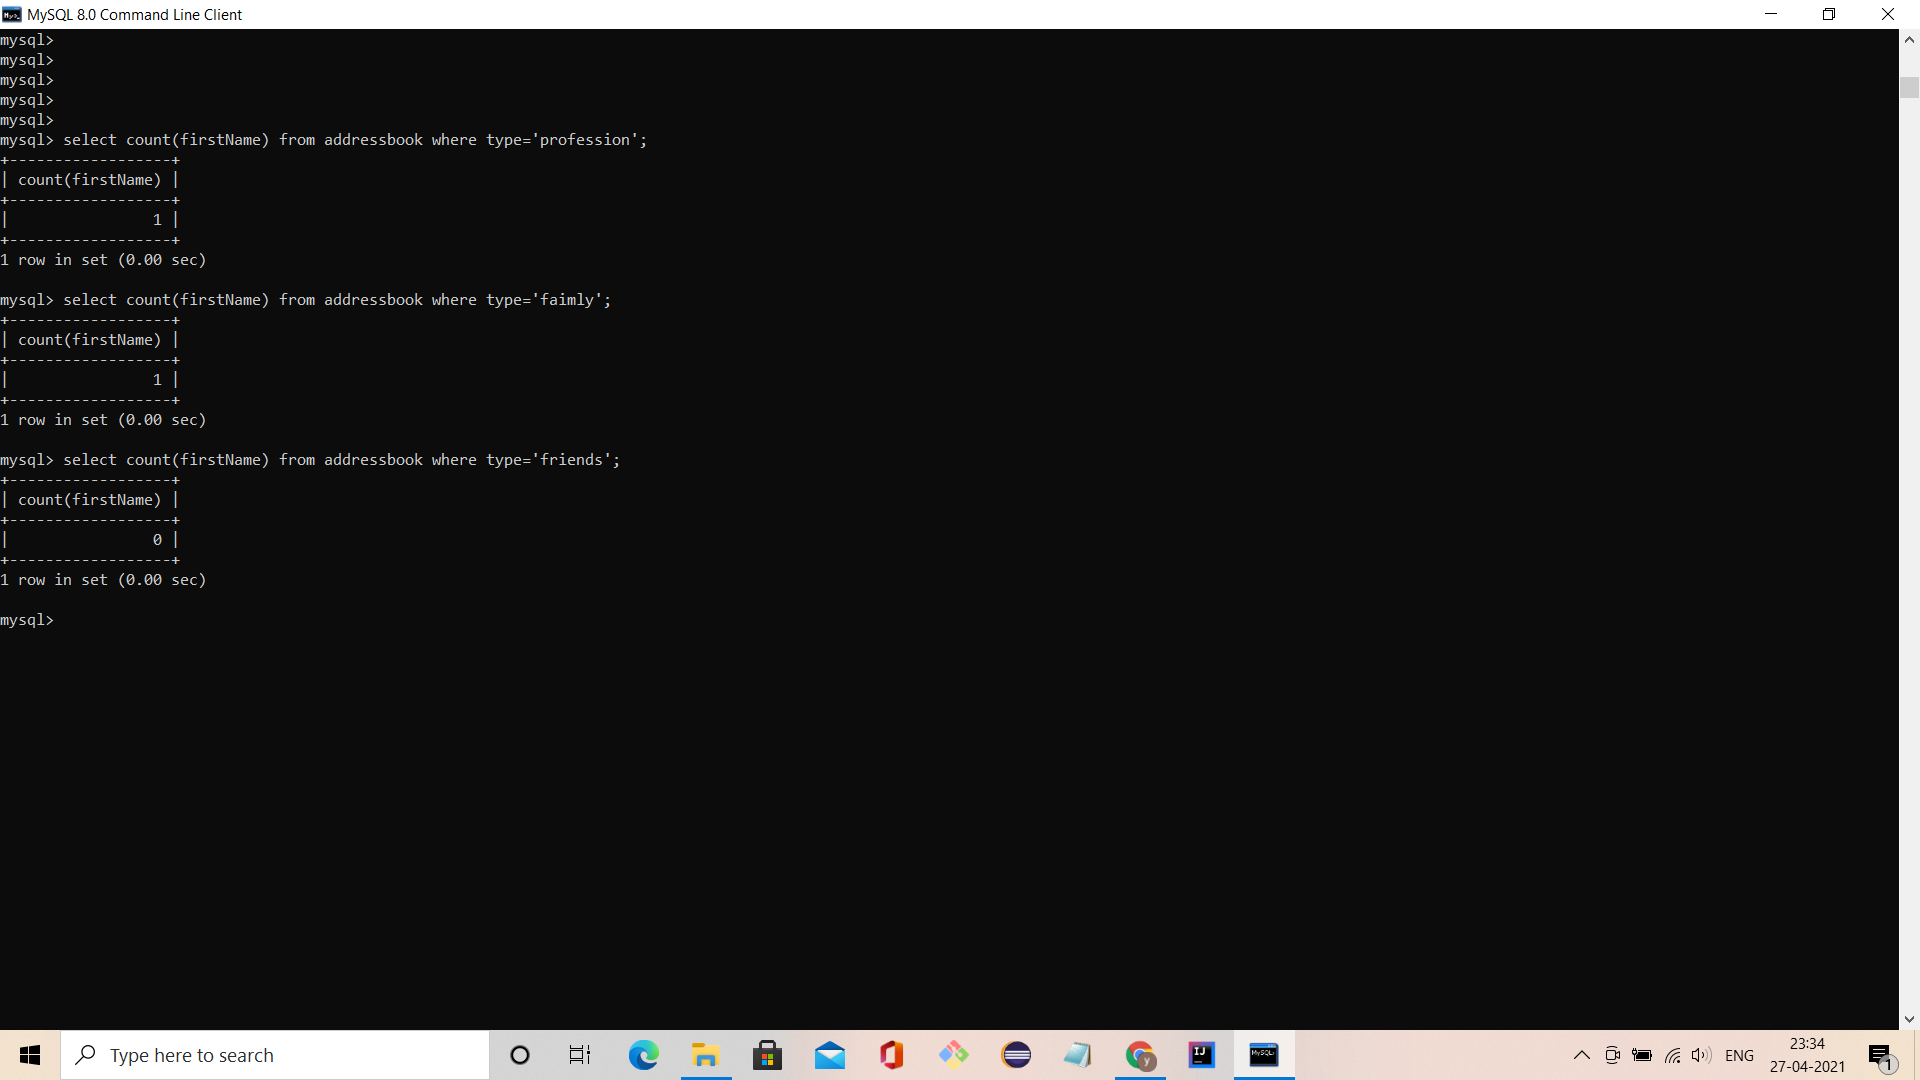 MySQL 8.0 Command Line Client
mysql>
mysql>
mysql>
mysql>
mysql>
mysql> select count(firstName) from addressbook where type='profession';
+------------------+
| count(firstName) |
+------------------+
|                1 |
+------------------+
1 row in set (0.00 sec)

mysql> select count(firstName) from addressbook where type='faimly';
+------------------+
| count(firstName) |
+------------------+
|                1 |
+------------------+
1 row in set (0.00 sec)

mysql> select count(firstName) from addressbook where type='friends';
+------------------+
| count(firstName) |
+------------------+
|                0 |
+------------------+
1 row in set (0.00 sec)

mysql>
Type here to search
y
IJ
MySQL
ENG
23:34
27-04-2021
1